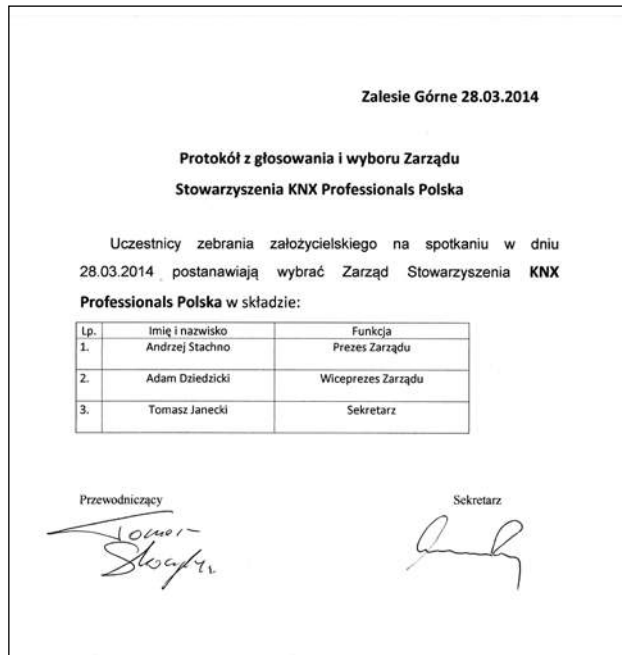 Zalesie Górne 28.03.2014
Protokół z głosowania i wyboru Zarządu
Stowarzyszenia KNX Professionals Polska
Uczestnicy zebrania założycielskiego na spotkaniu w dniu
28.03.2014 postanawiają wybrać Zarząd Stowarzyszenia KNX
Professionals Polska w składzie:
Lp. Imię i nazwisko Funkcja
1. Andrzej Stachno Prezes Zarządu
2. Adam Dziedzicki Wiceprezes Zarządu
3. Tomasz Janecki Sekretarz
Przewodniczący Sekretarz